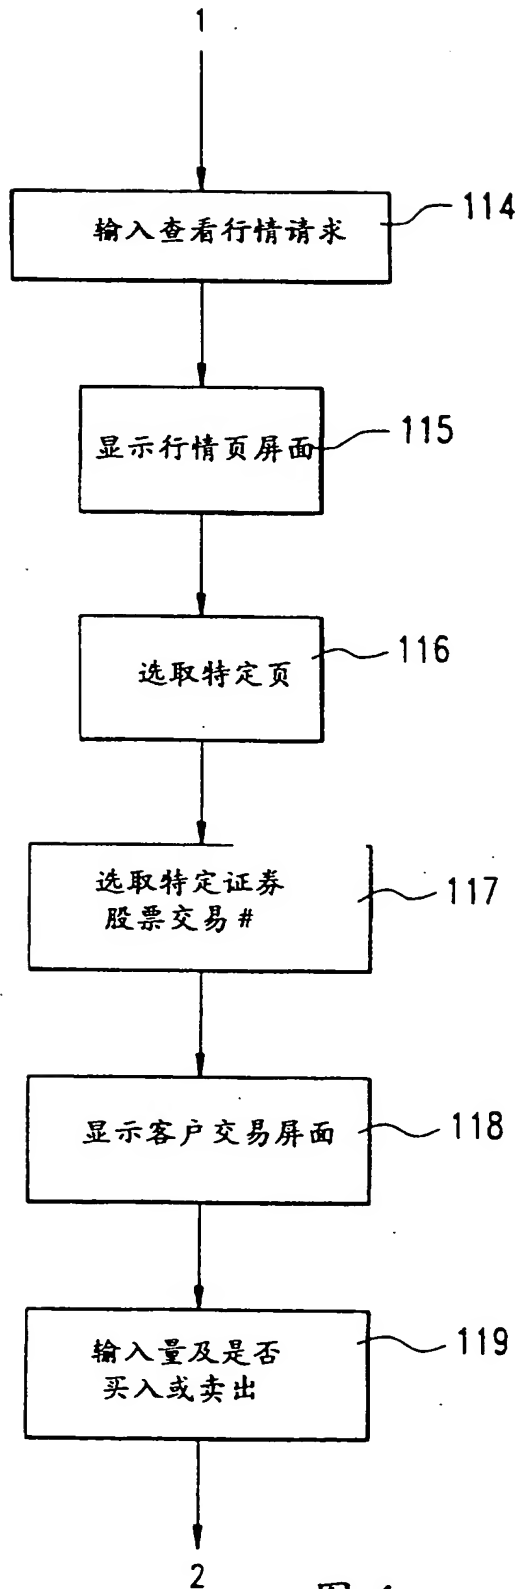 1
输入查看行情请求
114
显示行情页屏面
115
选取特定页
116
选取特定证券
股票交易#
117
显示客户交易屏面
118
输入量及是否
买入或卖出
119
2